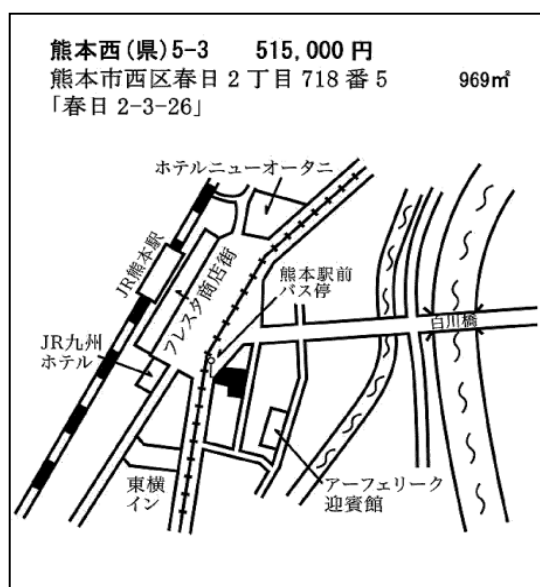 熊本西(県)5-3 515,000円
熊本市西区春日2丁目718番5 969㎡
「春日2-3-26」
ホテルニューオータニ
JR熊本駅
フレスタ商店街
熊本駅前
バス停
白川橋
JR九州
ホテル
東横
イン
アーフェリーク
迎賓館